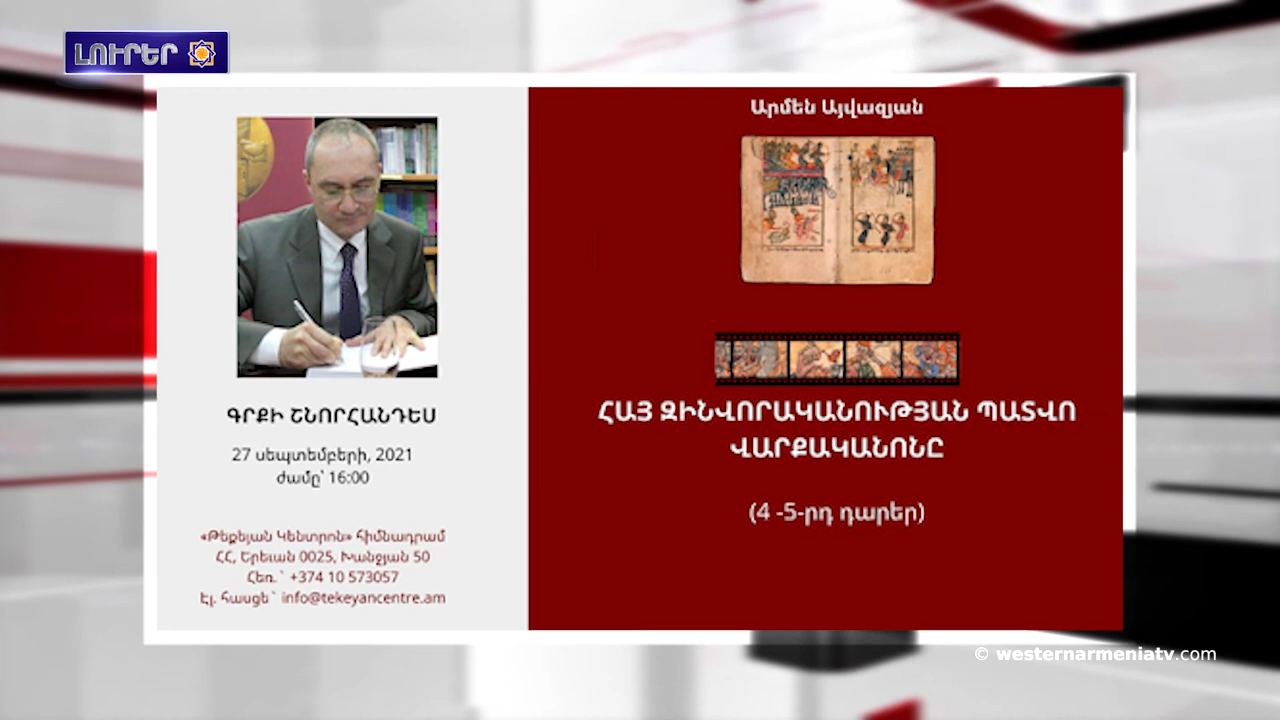 ԼՈՒՐԵՐ
ԳՐՔԻ ՇՆՈՐՀԱՆԴԵՍ
27 սեպտեմբերի, 2021
ժամը՝ 16:00
«Թեքեյան Կենտրոն» հիմնադրամ
ՀՀ, Երեւան 0025, Խանջյան 50
Հեռ.` +374 10 573057
Էլ. հասցե` info@tekeyancentre.am
Արմեն Այվազյան
ՀԱՅ ԶԻՆՎՈՐԱԿԱՆՈՒԹՅԱՆ ՊԱՏՎՈ
ՎԱՐՔԱԿԱՆՈՆԸ
(4 -5-րդ դարեր)
© westernarmeniatv.com